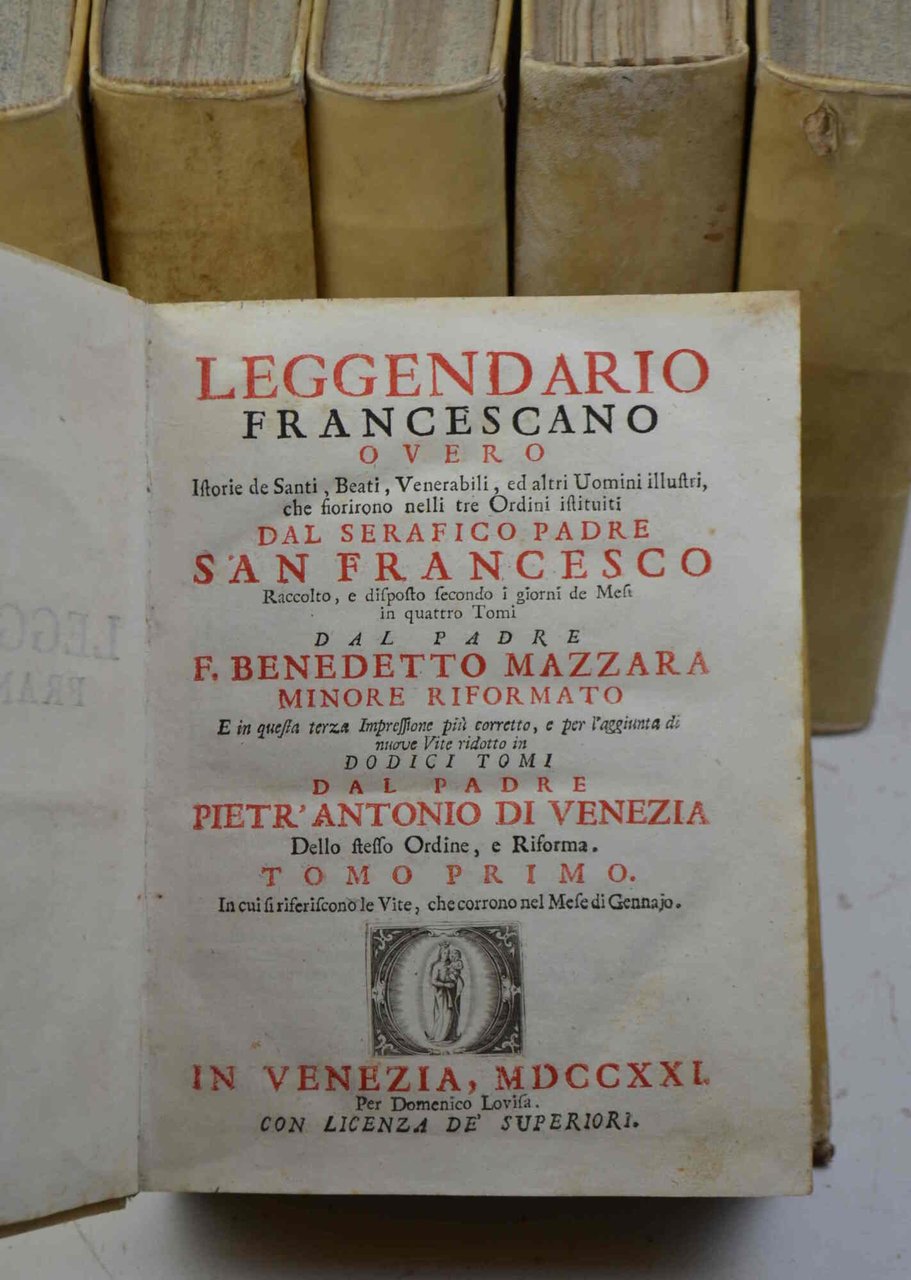 LEGGENDARIO
FRANCESCANO
OVERO
Iſtorie de Santi, Beati, Venerabili, ed altri Uomini illuſtri,
che fiorirono nelli tre Ordini iſtituiti
DAL SERAFICO PADRE
SAN FRANCESCO
Raccolto, e diſpoſto ſecondo i giorni de Meſi
in quattro Tomi
DAL PADRE
F. BENEDETTO MAZZARA
MINORE RIFORMATO
E in queſta terza Impreſſione più corretto, e per l'aggiunta di
nuove Vite ridotto in
DODICI TOMI
DAL PADRE
PIETR' ANTONIO DI VENEZIA
Dello ſteſſo Ordine, e Riforma.
TOMO PRIMO.
In cui ſi riferiſcono le Vite, che corrono nel Meſe di Gennajo.
IN VENEZIA, MDCCXXI.
Per Domenico Loviſa.
CON LICENZA DE' SUPERIORI.